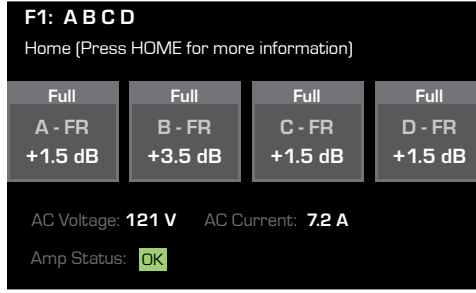 F1: A B C D
Home (Press HOME for more information)
Full Full Full Full
A - FR B - FR C - FR D - FR
+1.5 dB +3.5 dB +1.5 dB +1.5 dB
AC Voltage: 121 V AC Current: 7.2 A
Amp Status: OK